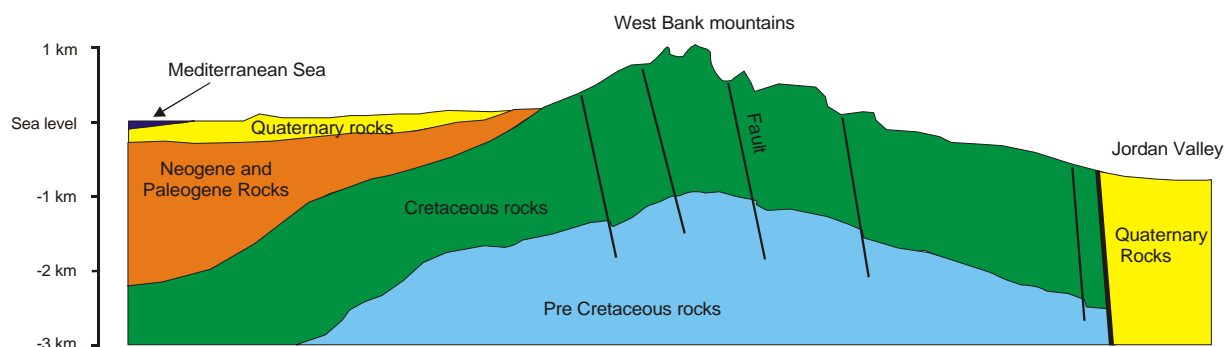 West Bank mountains
1 km
Mediterranean Sea
Sea level
Quaternary rocks
Fault
Jordan Valley
Neogene and
Paleogene Rocks
-1 km
Cretaceous rocks
Quaternary
Rocks
-2 km
Pre Cretaceous rocks
-3 km